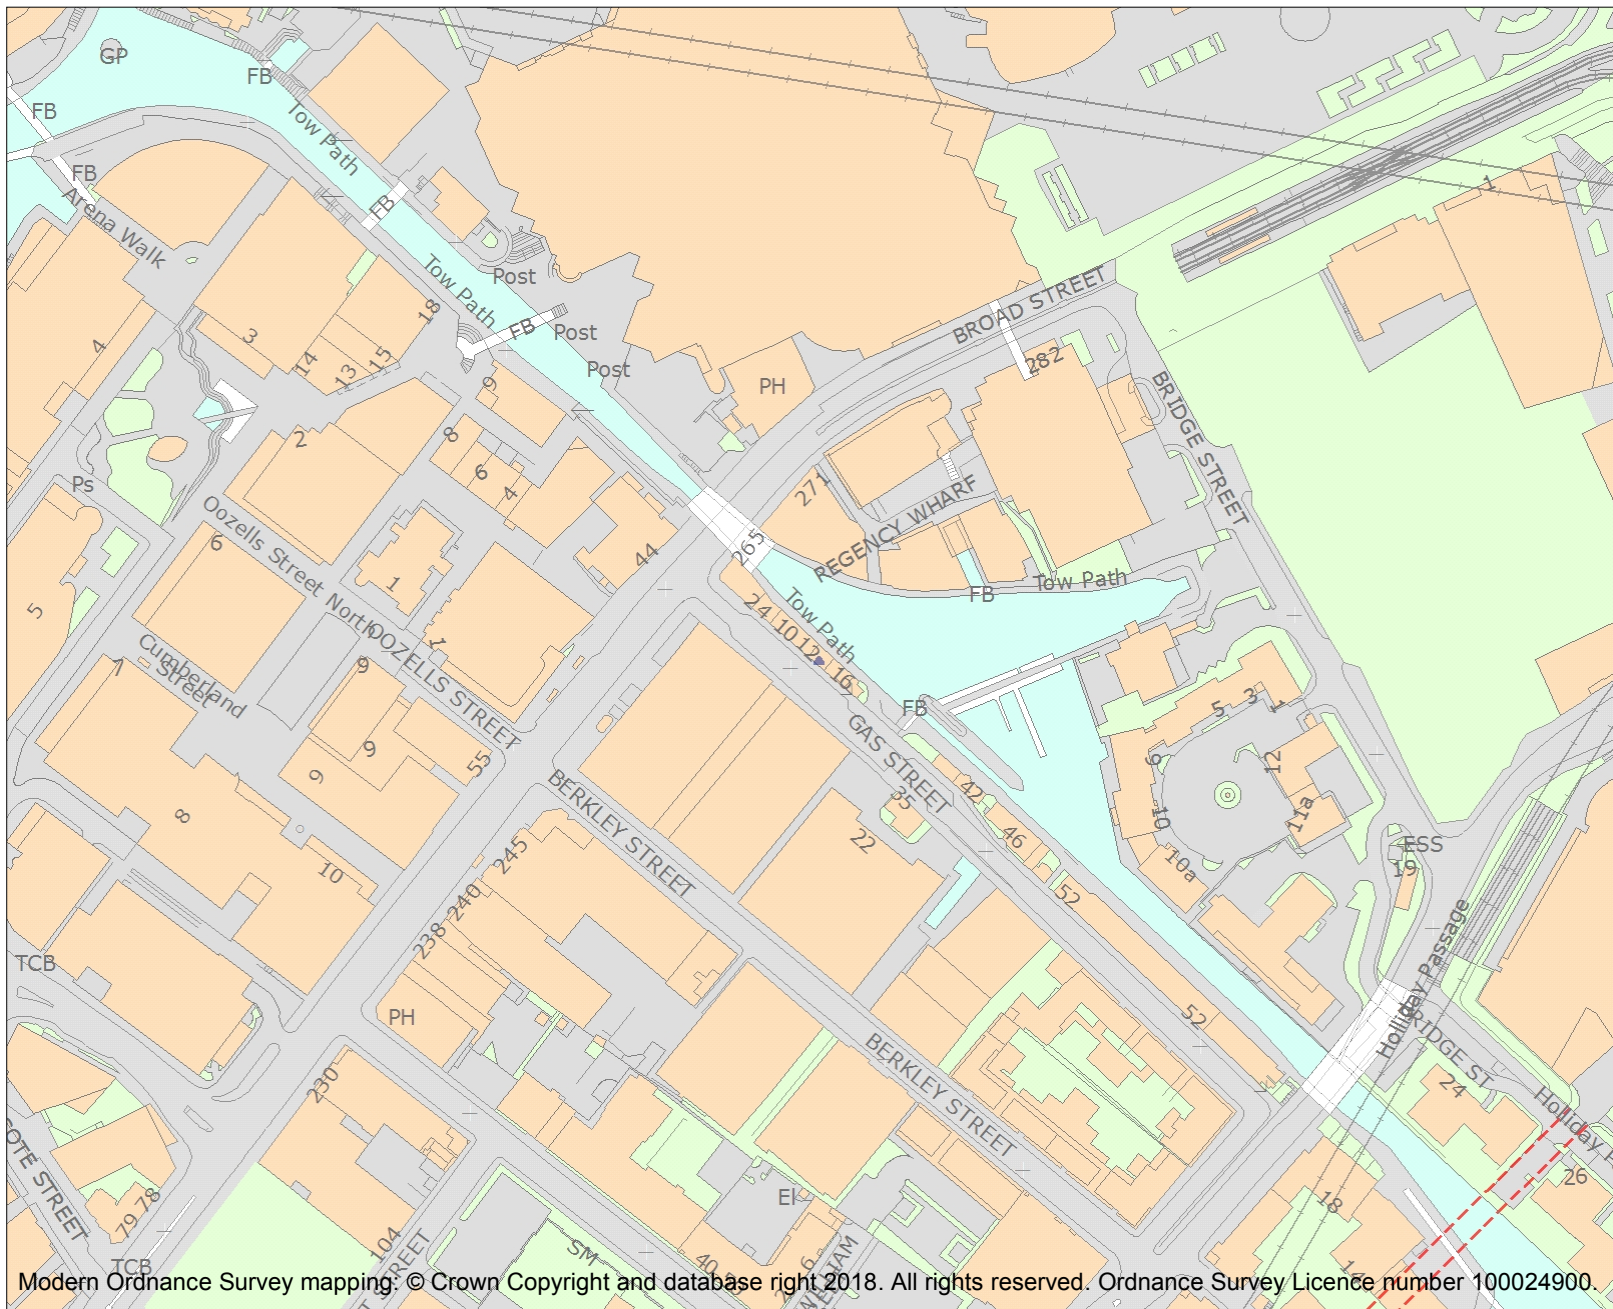 GP
FB
FB
Tow Path
FB
FB
Arena Walk
1
Post
Tow Path
18
FB
Post
BROAD STREET
4
3
14
13
15
Post
282
9
PH
BRIDGE STREET
2
8
6
4
Ps
271
REGENCY WHARF
Oozells Street North
6
265
44
1
Tow Path
FB
5
24
10
12
Tow Path
16
1
OOZELLS STREET
Cumberland
Street
7
9
3
1
5
FB
GAS STREET
9
9
55
12
9
BERKLEY STREET
42
35
10
11a
8
46
22
ESS
19
10a
10
245
52
240
238
Holliday Passage
TCB
PH
52
BRIDGE ST
BERKLEY STREET
24
230
Holliday
26
79 78
EI
18
104
SM
40
6
TCB
14
Modern Ordnance Survey mapping: © Crown Copyright and database right 2018. All rights reserved. Ordnance Survey Licence number 100024900.